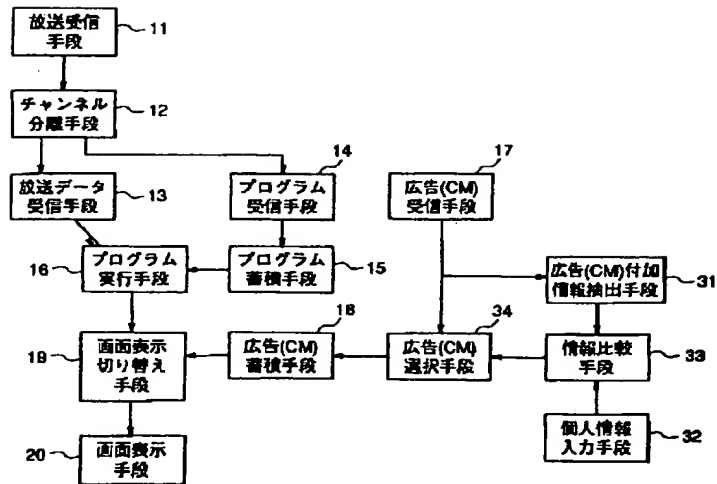 放送受信
手段
11
チャンネル
分離手段
12
放送データ
受信手段
13
14
プログラム
受信手段
17
広告(CM)
受信手段
16
プログラム
実行手段
プログラム
蓄積手段
15
広告(CM)付加
情報抽出手段
31
19
画面表示
切り替え
手段
18
広告(CM)
蓄積手段
34
広告(CM)
選択手段
情報比較
手段
33
20
画面表示
手段
個人情報
入力手段
32